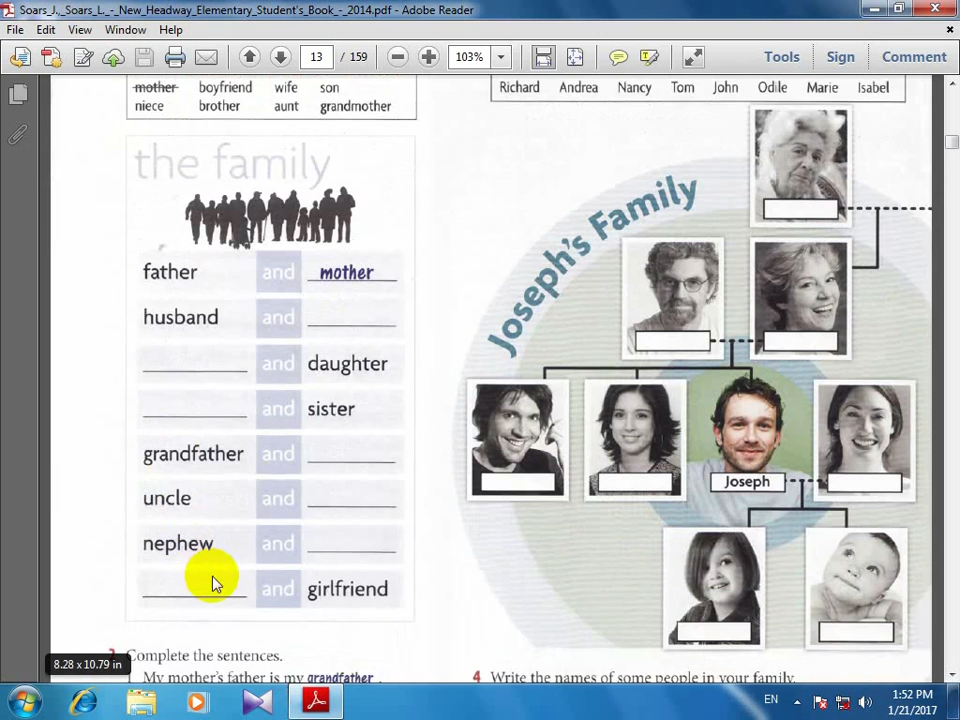 Soars_J.,_Soars_L._-_New_Headway_Elementary_Student's_Book_-_2014.pdf - Adobe Reader
File Edit View Window Help
13 / 159 103% Tools Sign Comment
mother boyfriend wife son
niece brother aunt grandmother
Richard Andrea Nancy Tom John Odile Marie Isabel
the family
Joseph's Family
father and mother
husband and
and daughter
and sister
grandfather and
uncle and
nephew and
and girlfriend
Joseph
Complete the sentences.
My mother's father is my grandfather .
4 Write the names of some people in your family.
8.28 x 10.79 in
EN 1:52 PM
1/21/2017